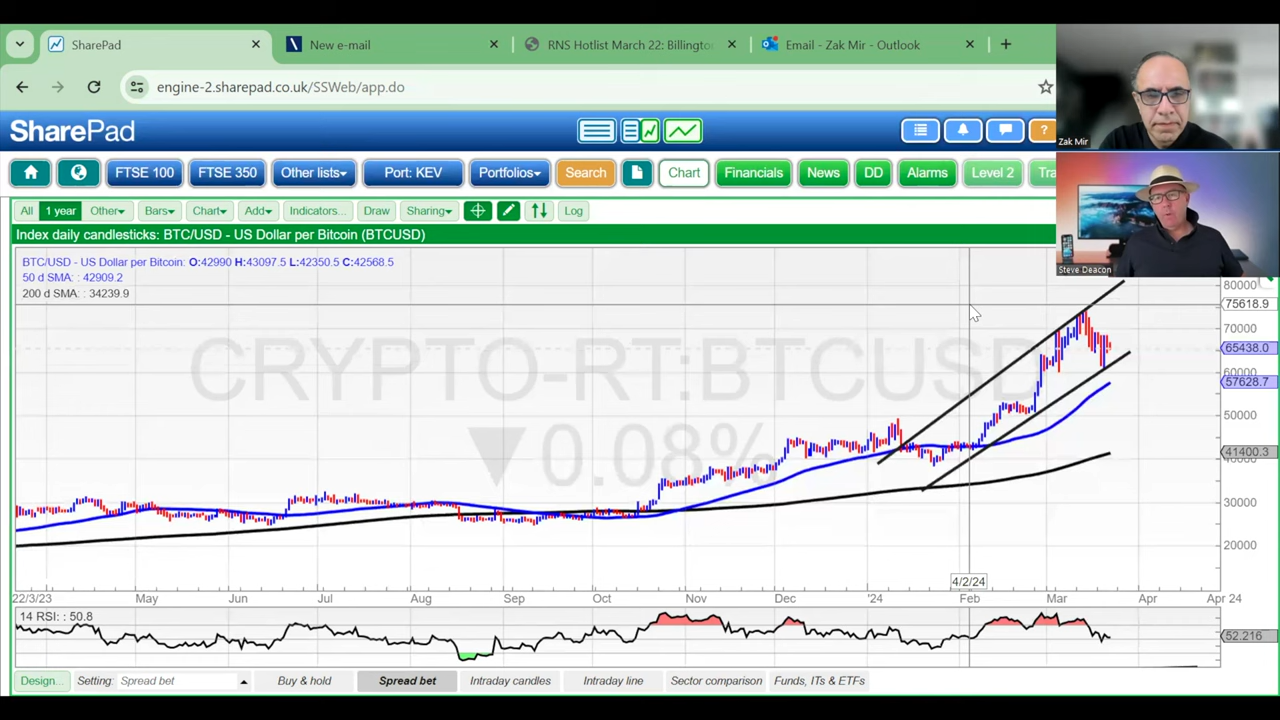 SharePad
New e-mail
RNS Hotlist March 22: Billingto
Email - Zak Mir - Outlook
engine-2.sharepad.co.uk/SSWeb/app.do
Zak Mir
SharePad
?
FTSE 100
FTSE 350
Other lists
Port: KEV
Portfolios
Search
Chart
Financials
News
DD
Alarms
Level 2
Tra
All
1 year
Other
Bars
Chart
Add
Indicators...
Draw
Sharing
Log
Index daily candlesticks: BTC/USD - US Dollar per Bitcoin (BTCUSD)
Steve Deacon
BTC/USD - US Dollar per Bitcoin: O:42990 H:43097.5 L:42350.5 C:42568.5
50 d SMA: : 42909.2
200 d SMA: : 34239.9
CRYPTO-RT:BTCUSD
▼0.08%
80000
75618.9
70000
65438.0
60000
57628.7
50000
41400.3
40000
30000
20000
4/2/24
22/3/23
May
Jun
Jul
Aug
Sep
Oct
Nov
Dec
'24
Feb
Mar
Apr
Apr 24
14 RSI: : 50.8
52.216
Design...
Setting:
Spread bet
Buy & hold
Spread bet
Intraday candles
Intraday line
Sector comparison
Funds, ITs & ETFs